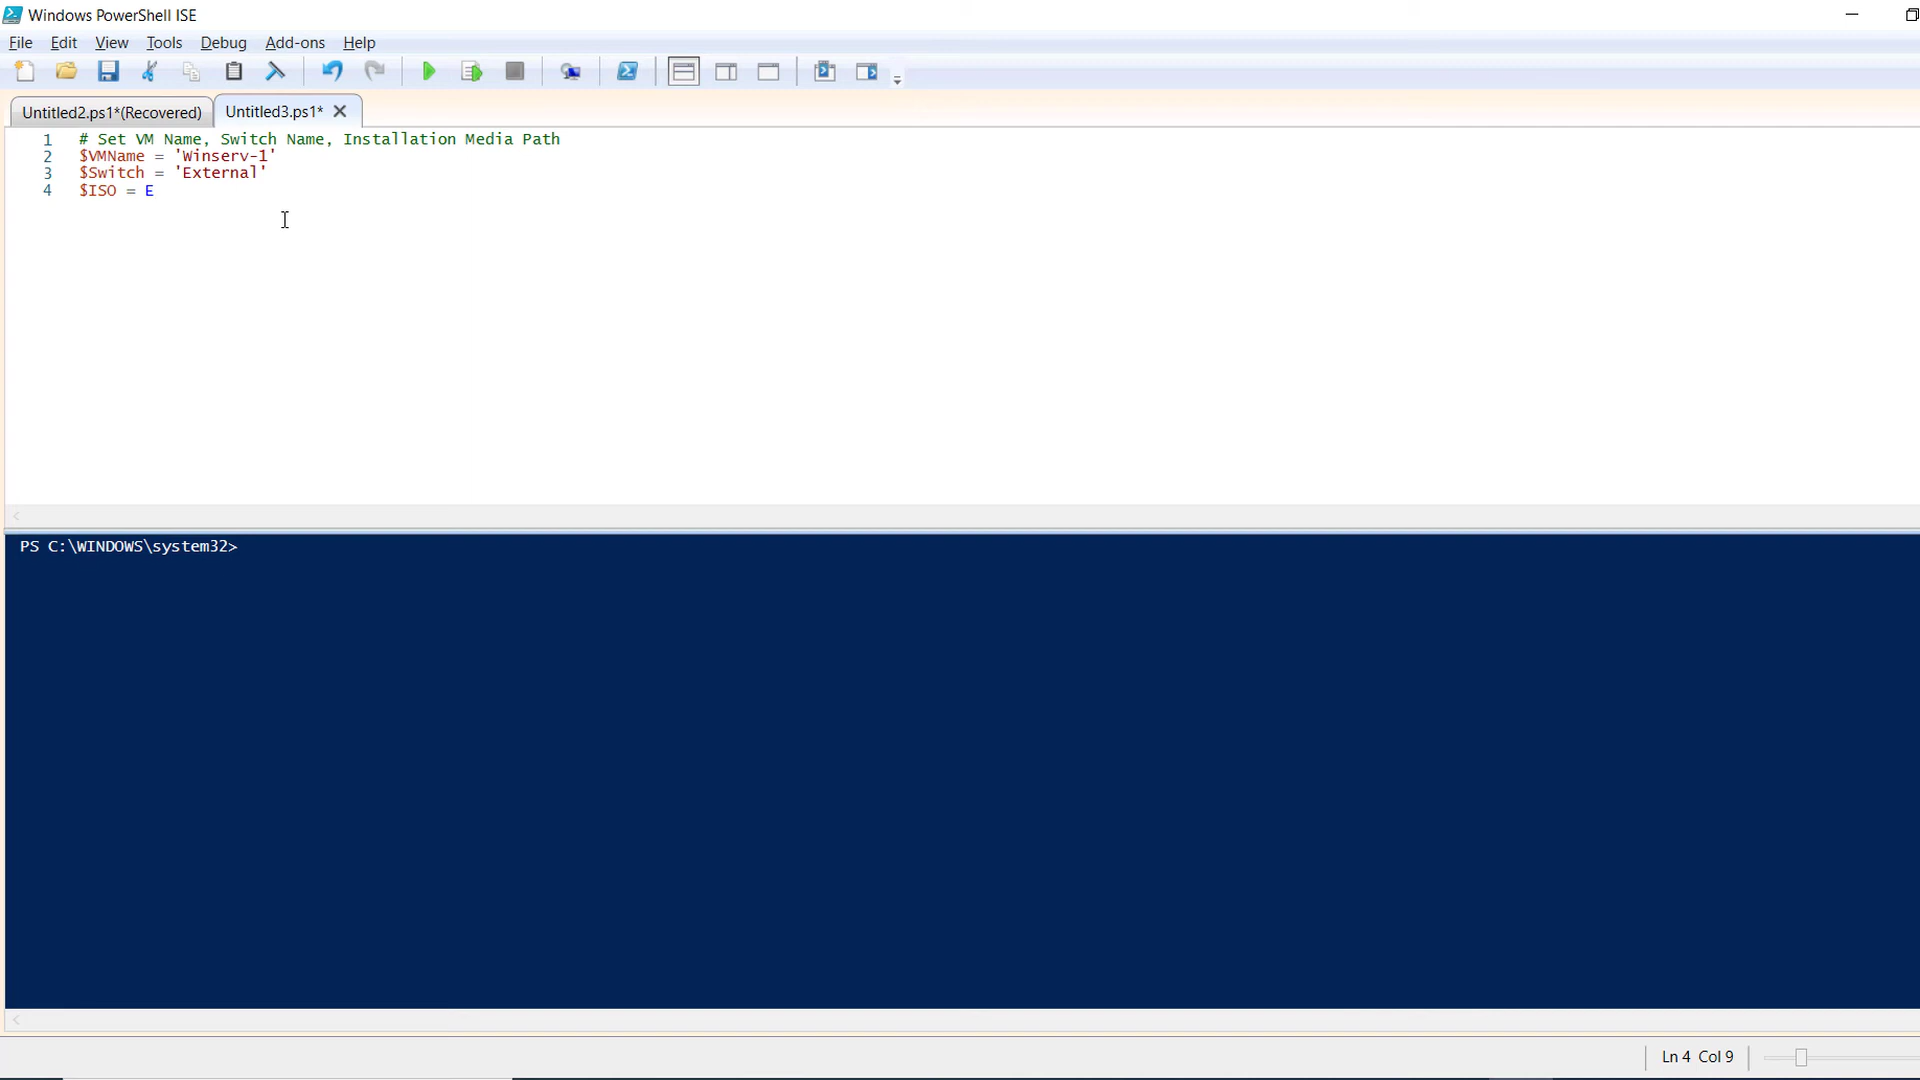 Windows PowerShell ISE
File Edit View Tools Debug Add-ons Help
Untitled2.ps1*(Recovered) Untitled3.ps1*
1 # Set VM Name, Switch Name, Installation Media Path
2 $VMName = 'Winserv-1'
3 $Switch = 'External'
4 $ISO = E
PS C:\WINDOWS\system32>
Ln 4 Col 9